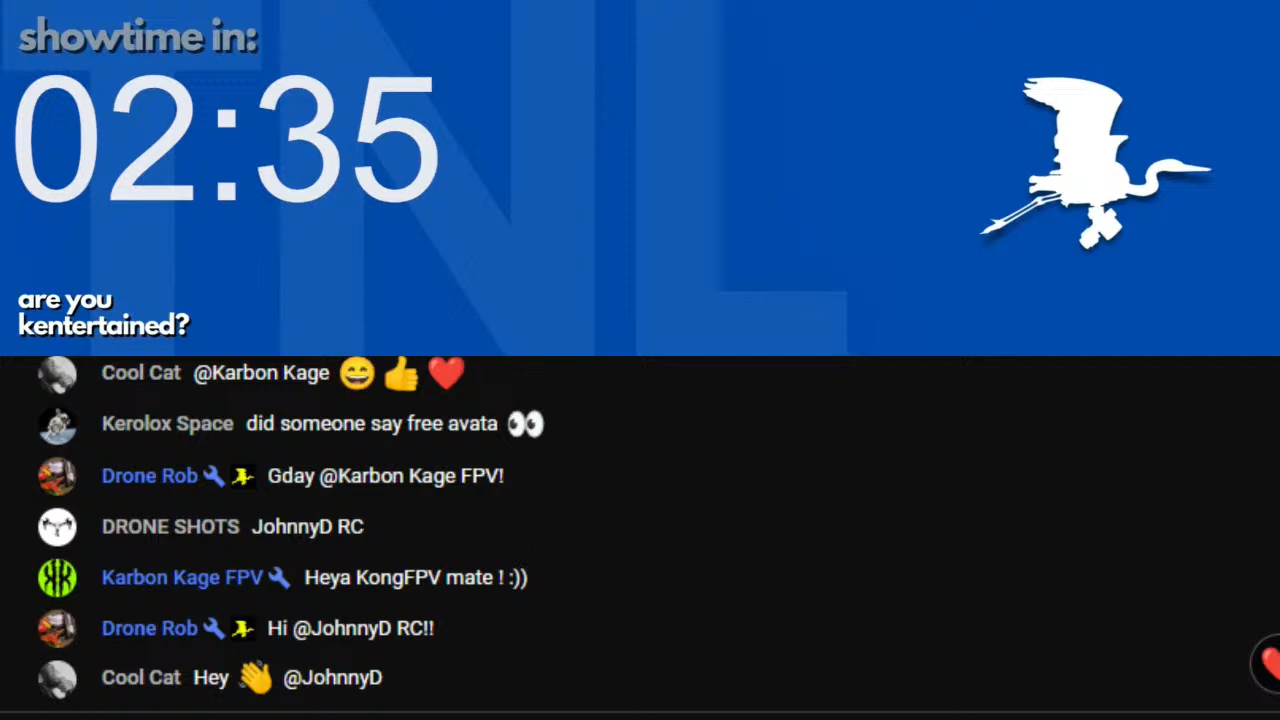 showtime in:
02:35
TNL
are you
kentertained?
Cool Cat @Karbon Kage 😄 👍 ❤️
Kerolox Space did someone say free avata 👀
Drone Rob Gday @Karbon Kage FPV!
DRONE SHOTS JohnnyD RC
Karbon Kage FPV Heya KongFPV mate ! :))
Drone Rob Hi @JohnnyD RC!!
Cool Cat Hey 👋 @JohnnyD